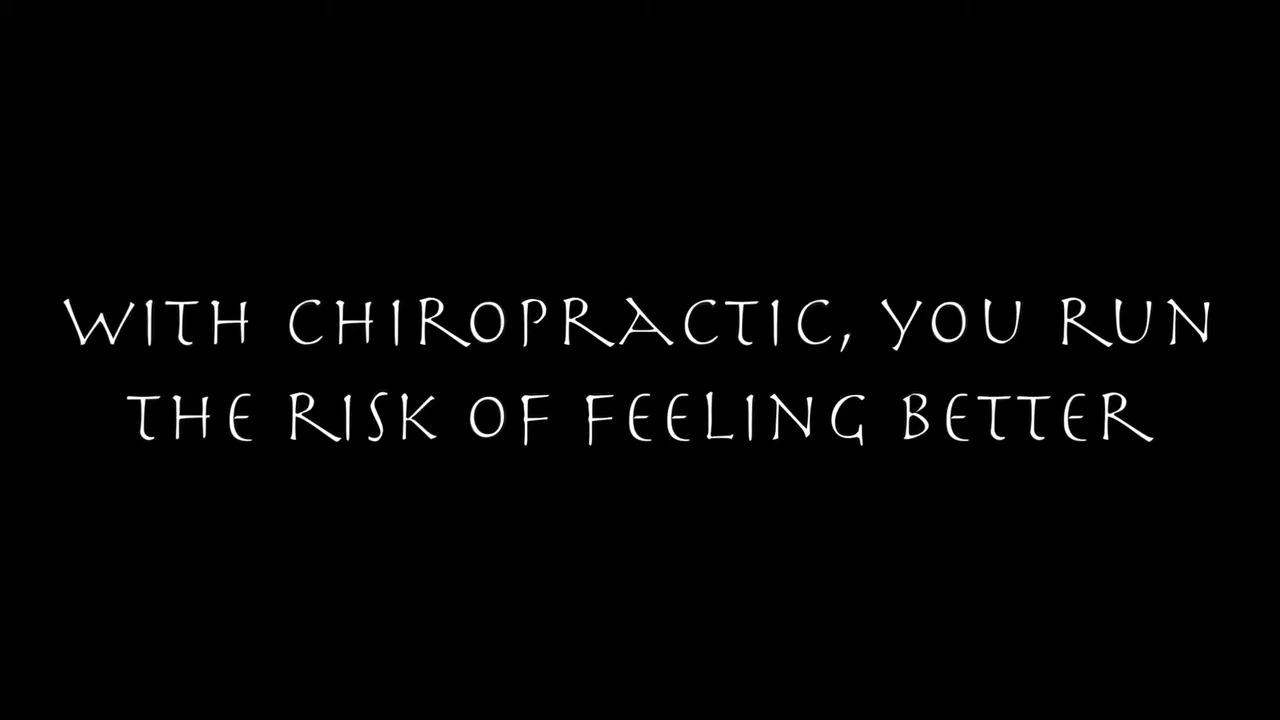 WITH CHIROPRACTIC, YOU RUN
THE RISK OF FEELING BETTER